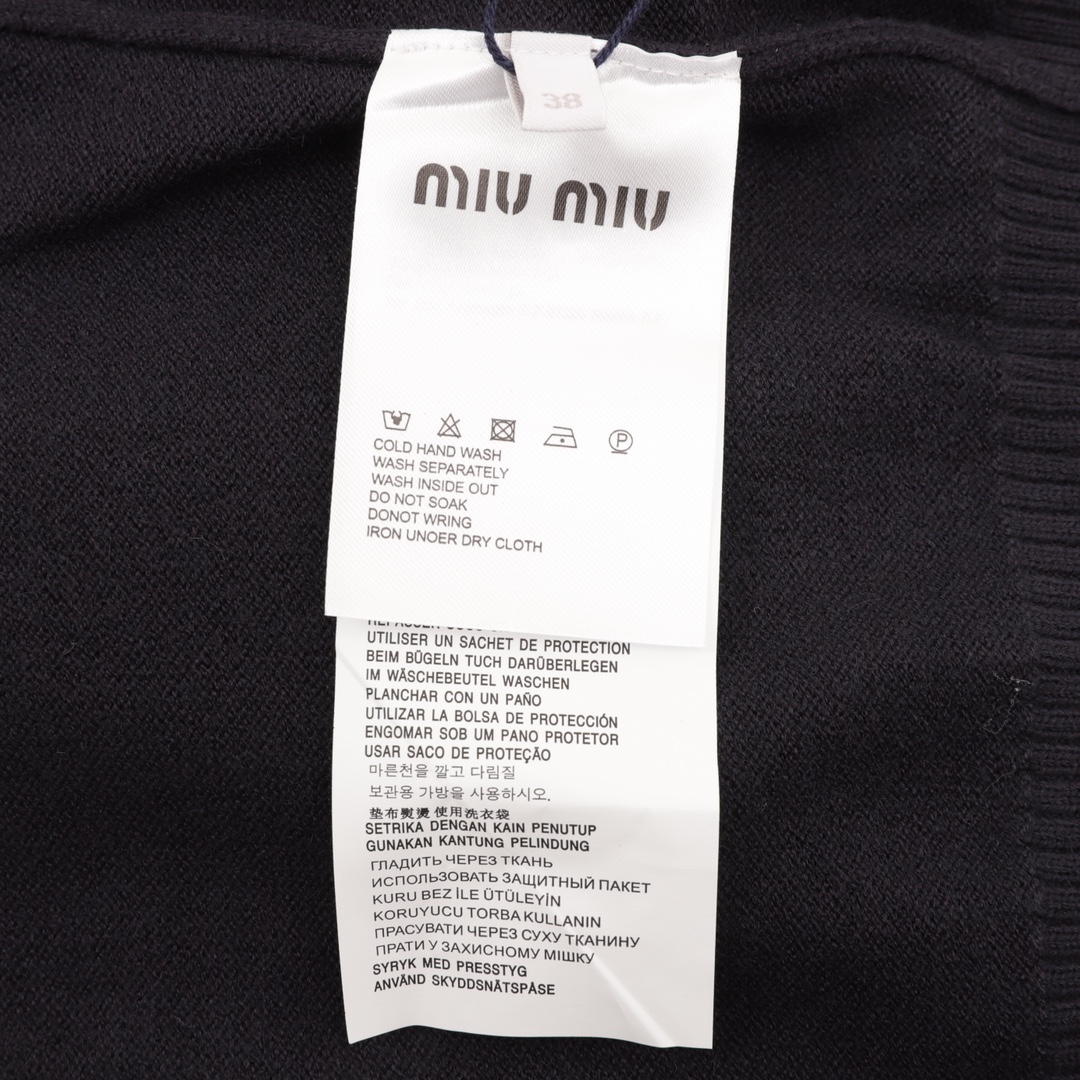 38
MIU MIU
P
COLD HAND WASH
WASH SEPARATELY
WASH INSIDE OUT
DO NOT SOAK
DONOT WRING
IRON UNOER DRY CLOTH
UTILISER UN SACHET DE PROTECTION
BEIM BÜGELN TUCH DARÜBERLEGEN
IM WÄSCHEBEUTEL WASCHEN
PLANCHAR CON UN PAÑO
UTILIZAR LA BOLSA DE PROTECCIÓN
ENGOMAR SOB UM PANO PROTETOR
USAR SACO DE PROTEÇÃO
마른천을 깔고 다림질
보관용 가방을 사용하시오.
垫布熨烫 使用洗衣袋
SETRIKA DENGAN KAIN PENUTUP
GUNAKAN KANTUNG PELINDUNG
ГЛАДИТЬ ЧЕРЕЗ ТКАНЬ
ИСПОЛЬЗОВАТЬ ЗАЩИТНЫЙ ПАКЕТ
KURU BEZ İLE ÜTÜLEYİN
KORUYUCU TORBA KULLANIN
ПРАСУВАТИ ЧЕРЕЗ СУХУ ТКАНИНУ
ПРАТИ У ЗАХИСНОМУ МІШКУ
SYRYK MED PRESSTYG
ANVÄND SKYDDSNÄTSPÅSE